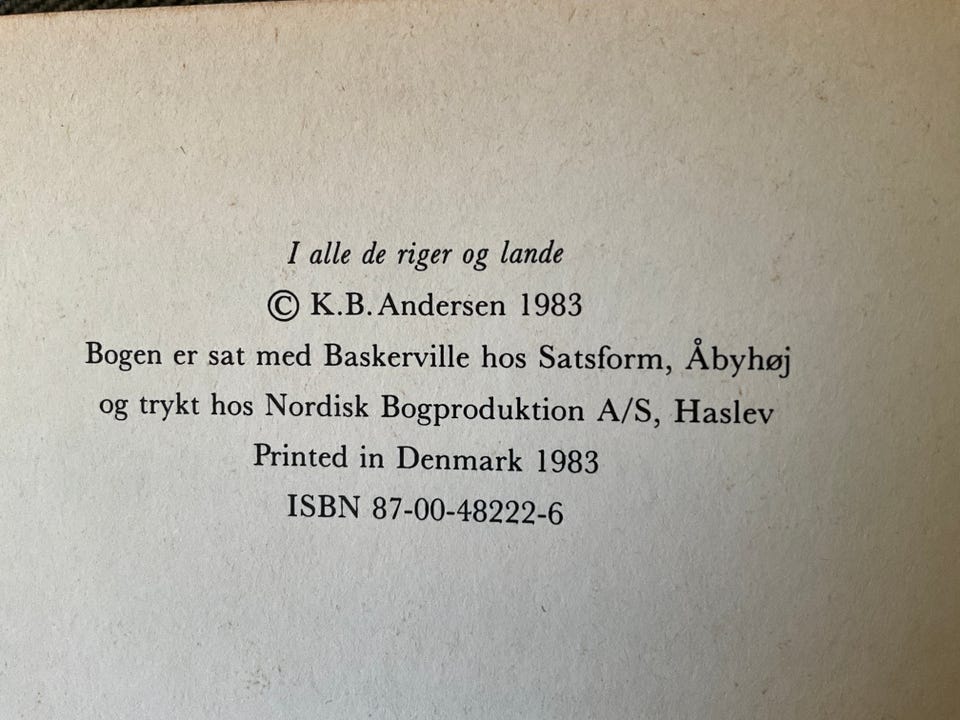 I alle de riger og lande
© K.B. Andersen 1983
Bogen er sat med Baskerville hos Satsform, Åbyhøj
og trykt hos Nordisk Bogproduktion A/S, Haslev
Printed in Denmark 1983
ISBN 87-00-48222-6